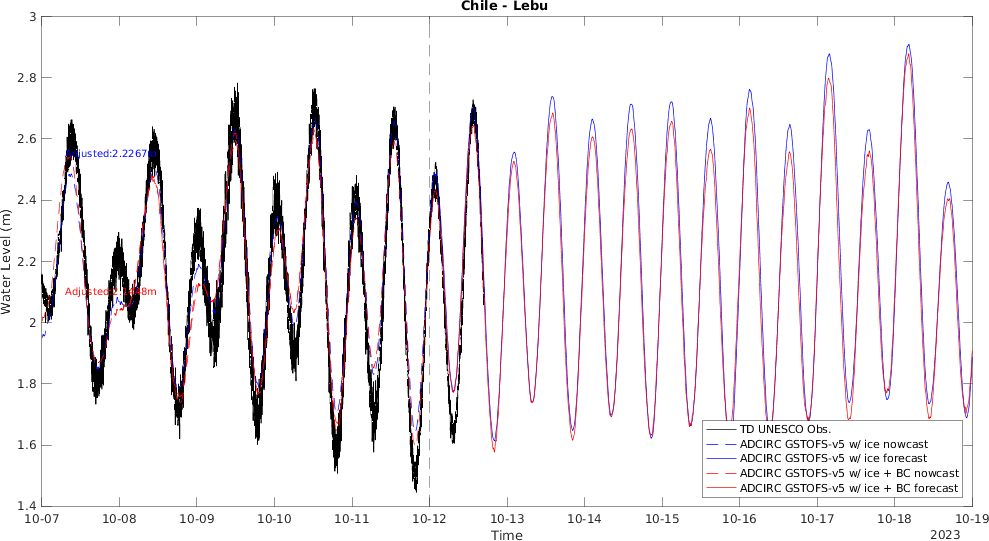 Chile - Lebu
Water Level (m)
3
2.8
2.6
2.4
2.2
2
1.8
1.6
1.4
TD UNESCO Obs.
ADCIRC GSTOFS-v5 w/ ice nowcast
ADCIRC GSTOFS-v5 w/ ice forecast
ADCIRC GSTOFS-v5 w/ ice + BC nowcast
ADCIRC GSTOFS-v5 w/ ice + BC forecast
10-07 10-08 10-09 10-10 10-11 10-12 10-13 10-14 10-15 10-16 10-17 10-18 10-19
Time
2023